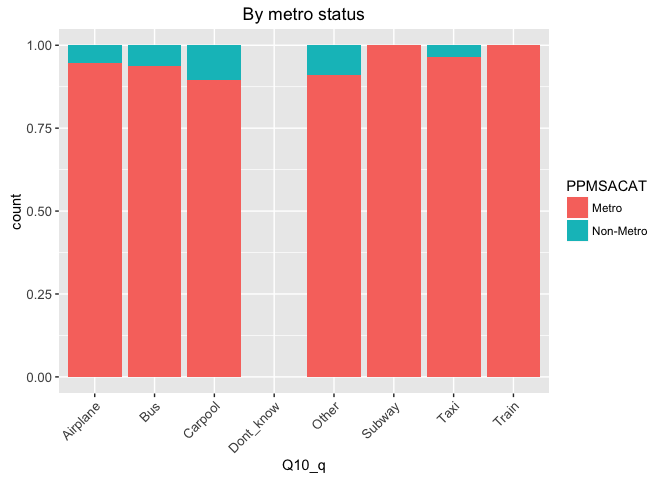 By metro status
1.00
0.75
0.50
0.25
0.00
count
Airplane
Bus
Carpool
Dont_know
Other
Subway
Taxi
Train
Q10_q
PPMSACAT
Metro
Non-Metro